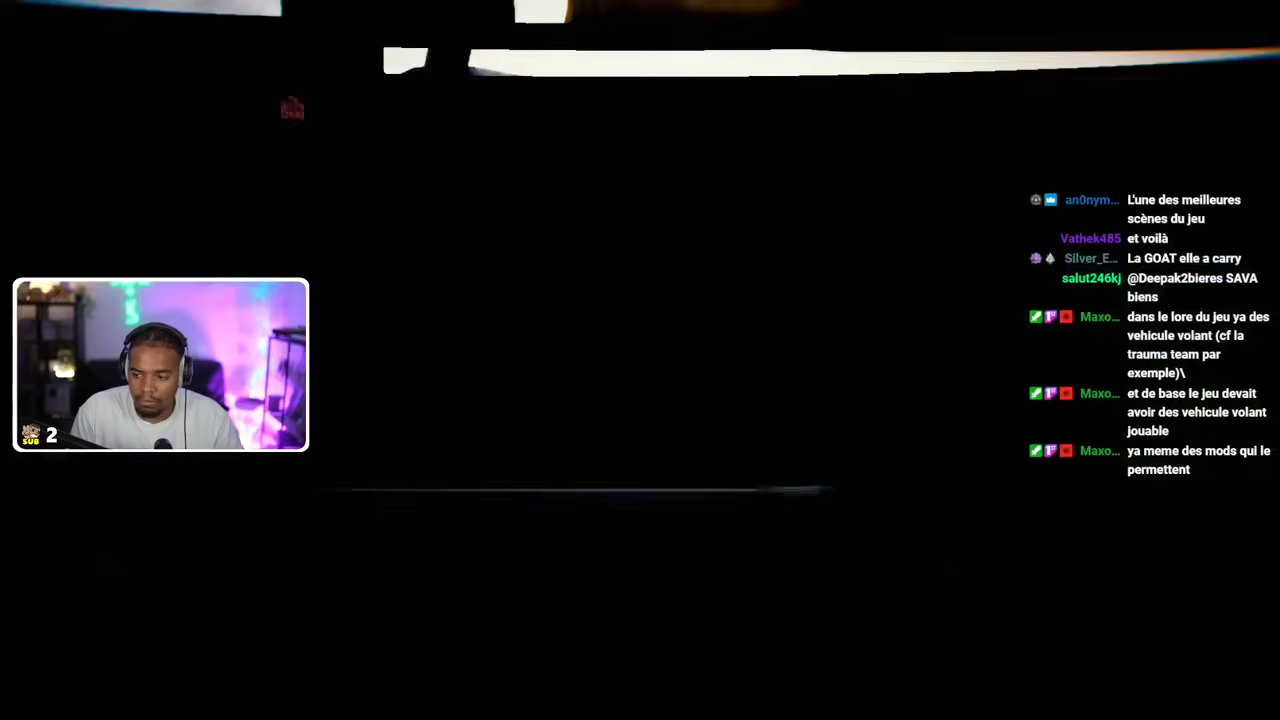 an0nym... L'une des meilleures
scènes du jeu
Vathek485 et voilà
Silver_E... La GOAT elle a carry
salut246kj @Deepak2bieres SAVA
biens
Maxo... dans le lore du jeu ya des
vehicule volant (cf la
trauma team par
exemple)\
Maxo... et de base le jeu devait
avoir des vehicule volant
jouable
Maxo... ya meme des mods qui le
permettent
SUB 2